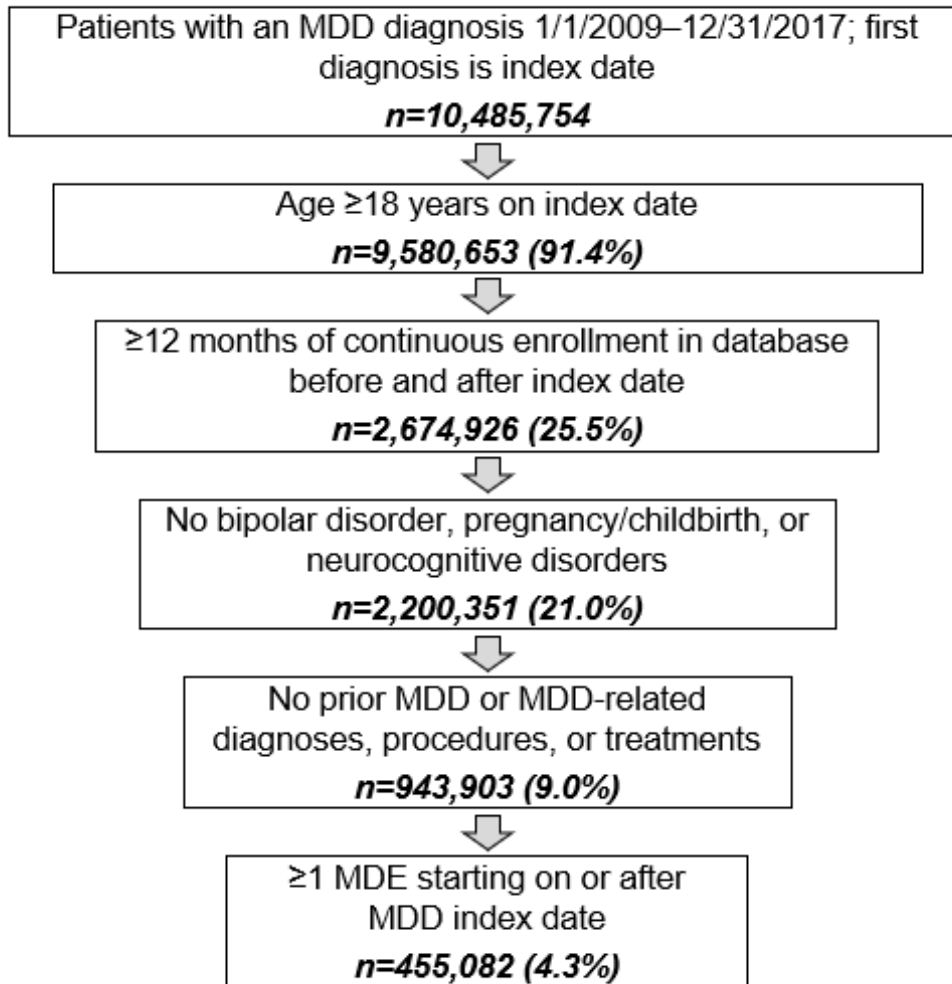 Patients with an MDD diagnosis 1/1/2009–12/31/2017; first
diagnosis is index date
n=10,485,754
Age ≥18 years on index date
n=9,580,653 (91.4%)
≥12 months of continuous enrollment in database
before and after index date
n=2,674,926 (25.5%)
No bipolar disorder, pregnancy/childbirth, or
neurocognitive disorders
n=2,200,351 (21.0%)
No prior MDD or MDD-related
diagnoses, procedures, or treatments
n=943,903 (9.0%)
≥1 MDE starting on or after
MDD index date
n=455,082 (4.3%)